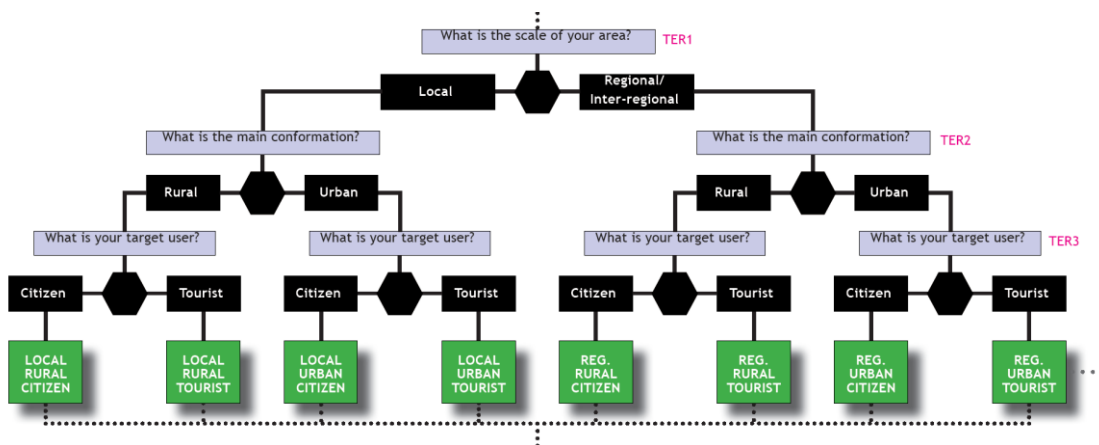 What is the scale of your area? TER1
Local
Regional/
Inter-regional
What is the main conformation? What is the main conformation? TER2
Rural Urban Rural Urban
What is your target user? What is your target user? What is your target user? What is your target user? TER3
Citizen Tourist Citizen Tourist Citizen Tourist Citizen Tourist
LOCAL
RURAL
CITIZEN
LOCAL
RURAL
TOURIST
LOCAL
URBAN
CITIZEN
LOCAL
URBAN
TOURIST
REG.
RURAL
CITIZEN
REG.
RURAL
TOURIST
REG.
URBAN
CITIZEN
REG.
URBAN
TOURIST